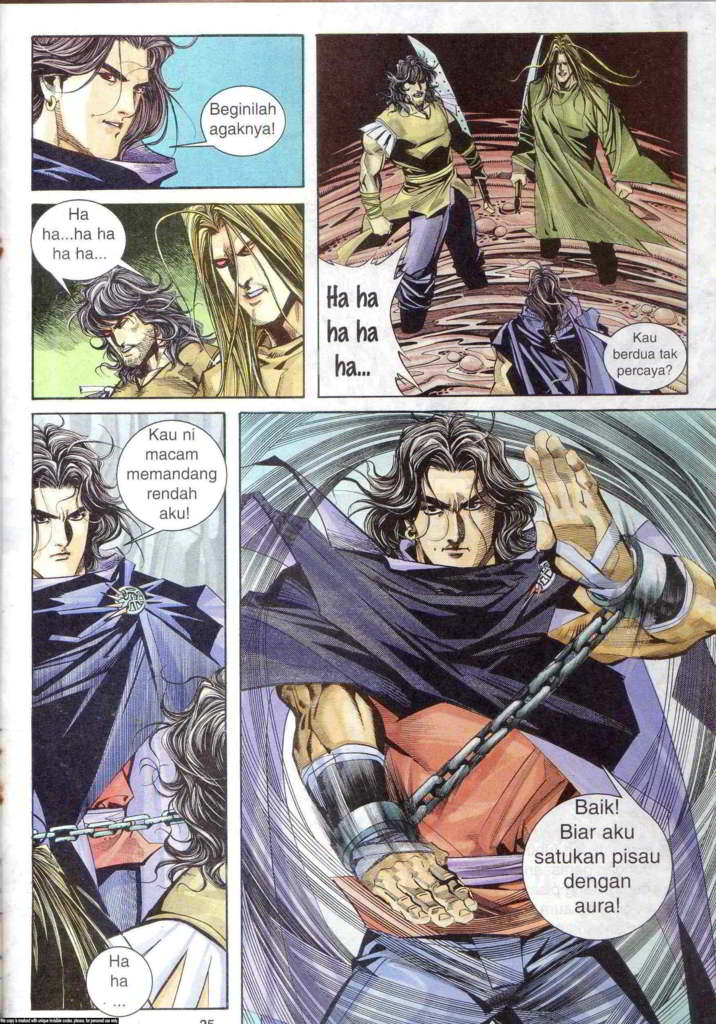 Beginilah
agaknya!
Ha
ha...ha ha
ha ha...
Ha ha
ha ha
ha...
Kau
berdua tak
percaya?
Kau ni
macam
memandang
rendah
aku!
Ha
ha
...
Baik!
Biar aku
satukan pisau
dengan
aura!
25